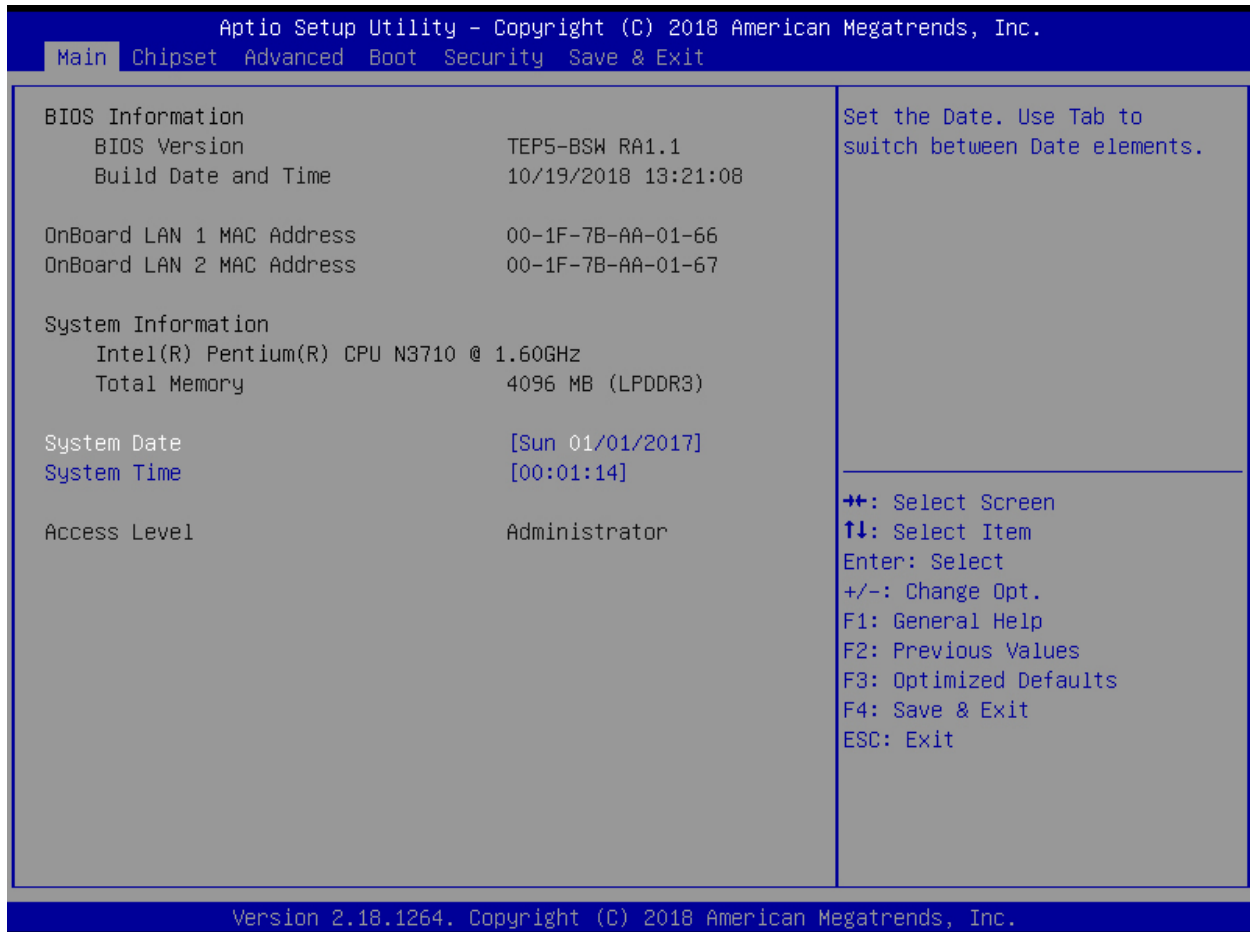 Aptio Setup Utility – Copyright (C) 2018 American Megatrends, Inc.
Main Chipset Advanced Boot Security Save & Exit
BIOS Information
BIOS Version TEP5-BSW RA1.1
Build Date and Time 10/19/2018 13:21:08
OnBoard LAN 1 MAC Address 00-1F-7B-AA-01-66
OnBoard LAN 2 MAC Address 00-1F-7B-AA-01-67
System Information
Intel(R) Pentium(R) CPU N3710 @ 1.60GHz
Total Memory 4096 MB (LPDDR3)
System Date [Sun 01/01/2017]
System Time [00:01:14]
Access Level Administrator
Set the Date. Use Tab to
switch between Date elements.
→←: Select Screen
↑↓: Select Item
Enter: Select
+/-: Change Opt.
F1: General Help
F2: Previous Values
F3: Optimized Defaults
F4: Save & Exit
ESC: Exit
Version 2.18.1264. Copyright (C) 2018 American Megatrends, Inc.